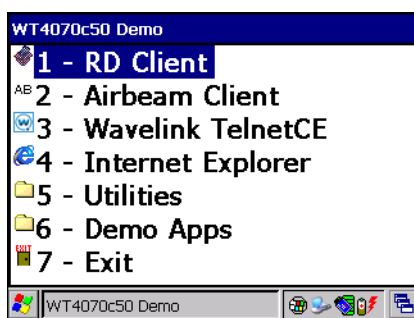 WT4070c50 Demo
1 - RD Client
AB 2 - Airbeam Client
3 - Wavelink TelnetCE
4 - Internet Explorer
5 - Utilities
6 - Demo Apps
EXIT 7 - Exit
WT4070c50 Demo